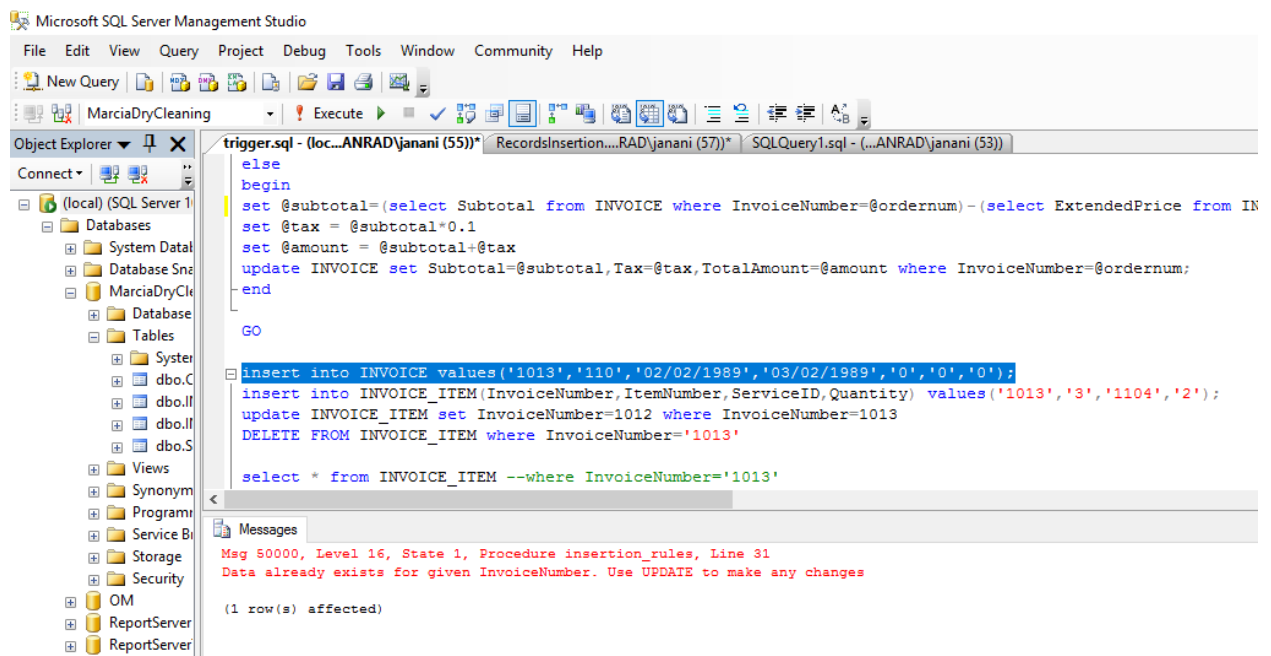 Microsoft SQL Server Management Studio
File Edit View Query Project Debug Tools Window Community Help
New Query
MarciaDryCleaning Execute
Object Explorer
Connect
(local) (SQL Server 1
Databases
System Datab
Database Sna
MarciaDryCle
Database
Tables
System
dbo.C
dbo.II
dbo.II
dbo.S
Views
Synonym
Programm
Service Br
Storage
Security
OM
ReportServer
ReportServer
trigger.sql - (loc...ANRAD\janani (55))* RecordsInsertion....RAD\janani (57))* SQLQuery1.sql - (...ANRAD\janani (53))
else
begin
set @subtotal=(select Subtotal from INVOICE where InvoiceNumber=@ordernum)-(select ExtendedPrice from IN
set @tax = @subtotal*0.1
set @amount = @subtotal+@tax
update INVOICE set Subtotal=@subtotal,Tax=@tax,TotalAmount=@amount where InvoiceNumber=@ordernum;
end
GO
insert into INVOICE values('1013','110','02/02/1989','03/02/1989','0','0','0');
insert into INVOICE_ITEM(InvoiceNumber,ItemNumber,ServiceID,Quantity) values('1013','3','1104','2');
update INVOICE_ITEM set InvoiceNumber=1012 where InvoiceNumber=1013
DELETE FROM INVOICE_ITEM where InvoiceNumber='1013'
select * from INVOICE_ITEM --where InvoiceNumber='1013'
Messages
Msg 50000, Level 16, State 1, Procedure insertion_rules, Line 31
Data already exists for given InvoiceNumber. Use UPDATE to make any changes
(1 row(s) affected)